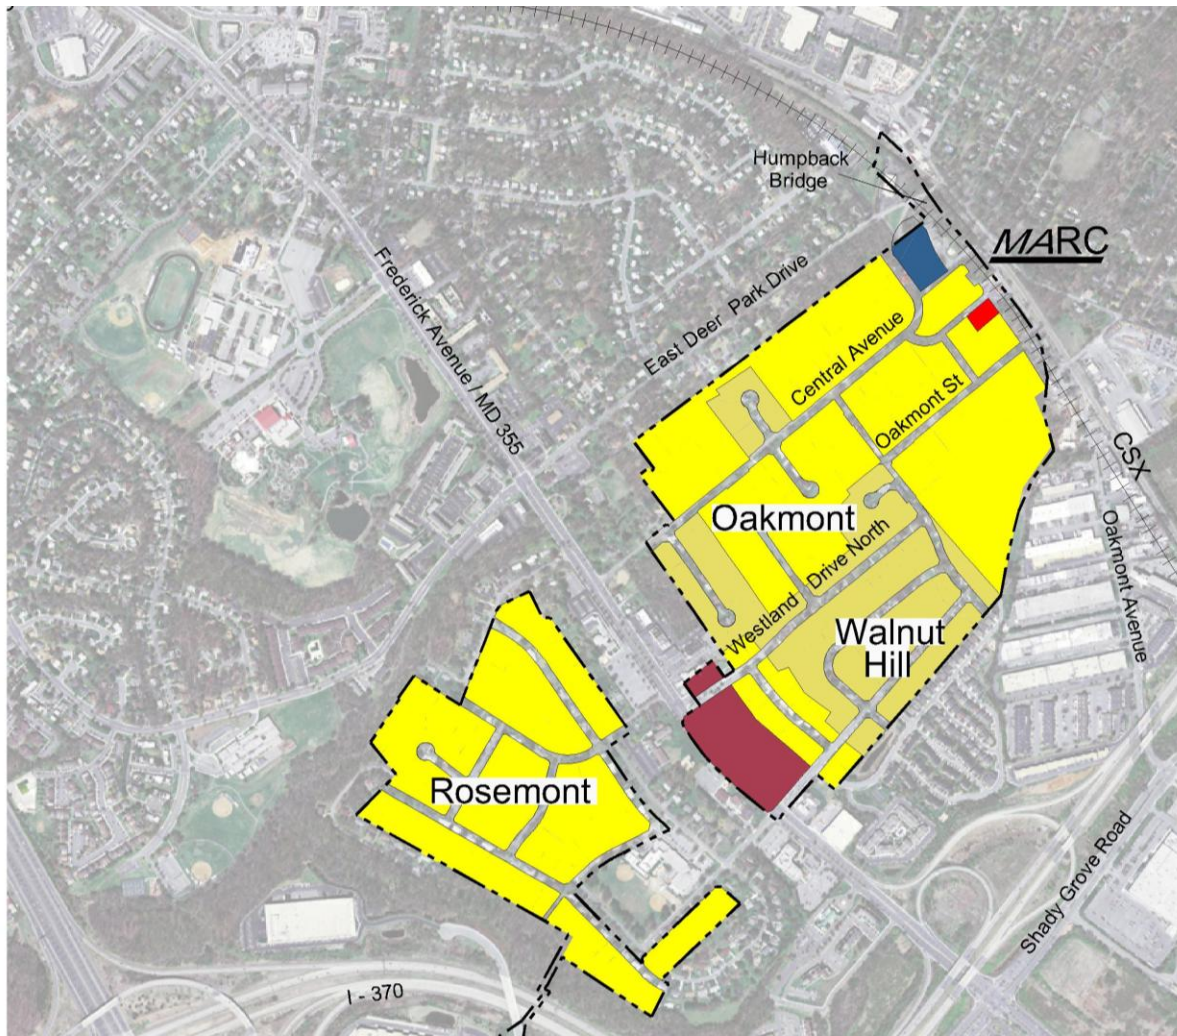 Humpback
Bridge
MARC
East Deer Park Drive
Frederick Avenue / MD 355
Central Avenue
Oakmont St
CSX
Oakmont Avenue
Oakmont
Westland Drive North
Walnut
Hill
Rosemont
Shady Grove Road
I - 370